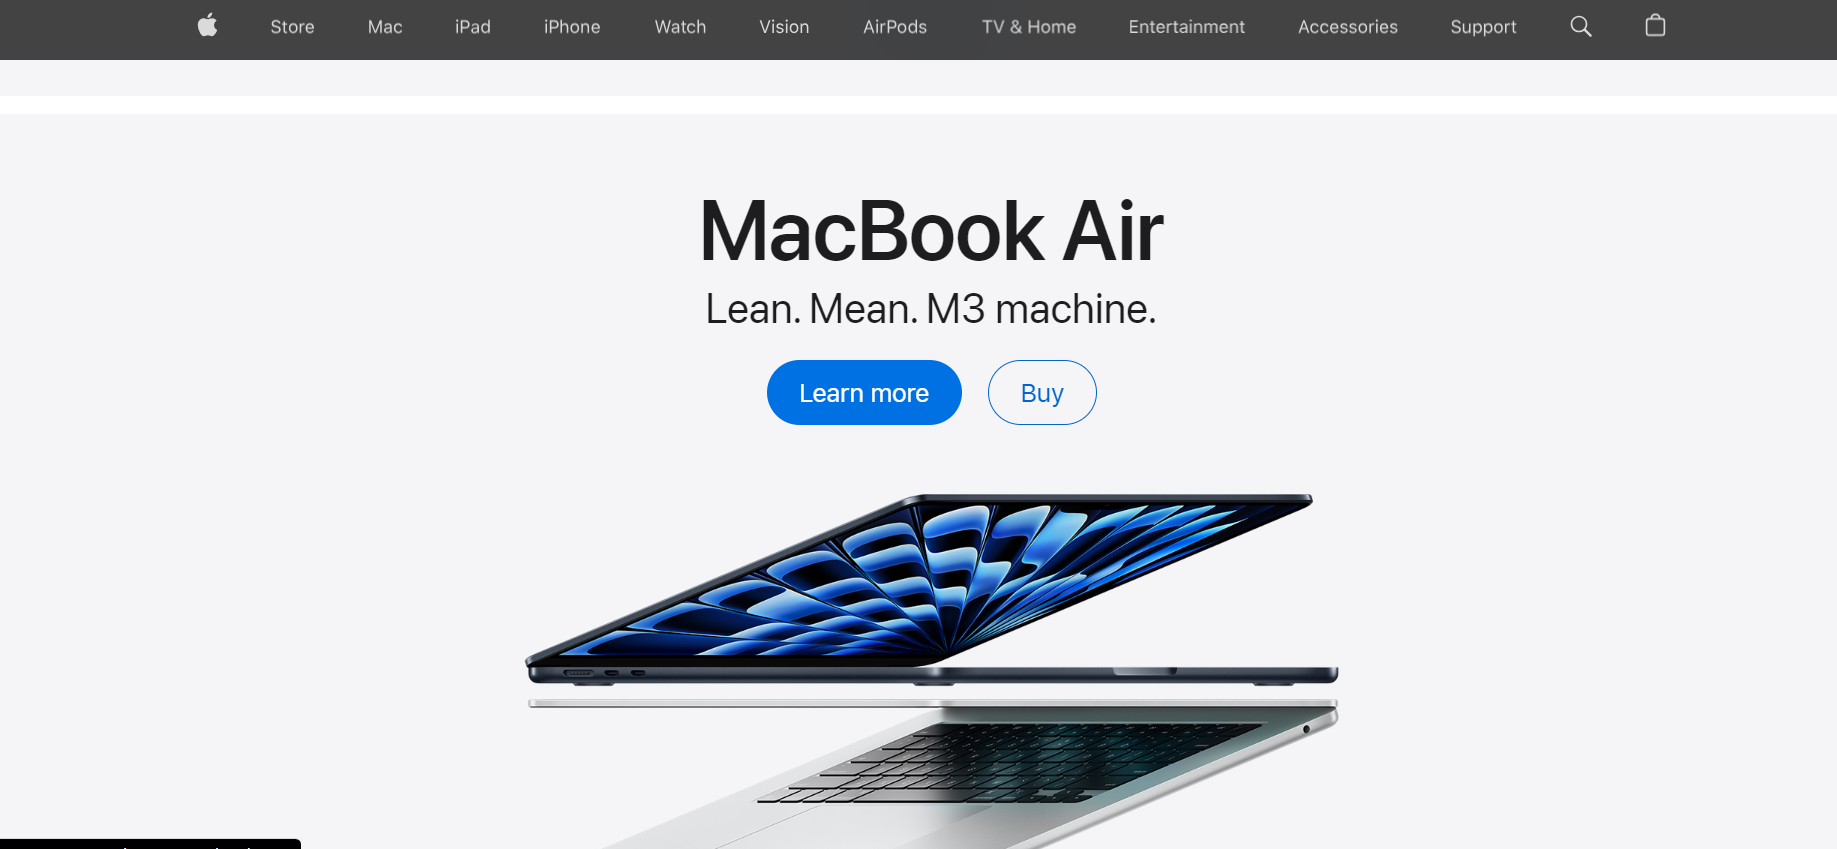 Store Mac iPad iPhone Watch Vision AirPods TV & Home Entertainment Accessories Support
MacBook Air
Lean. Mean. M3 machine.
Learn more Buy